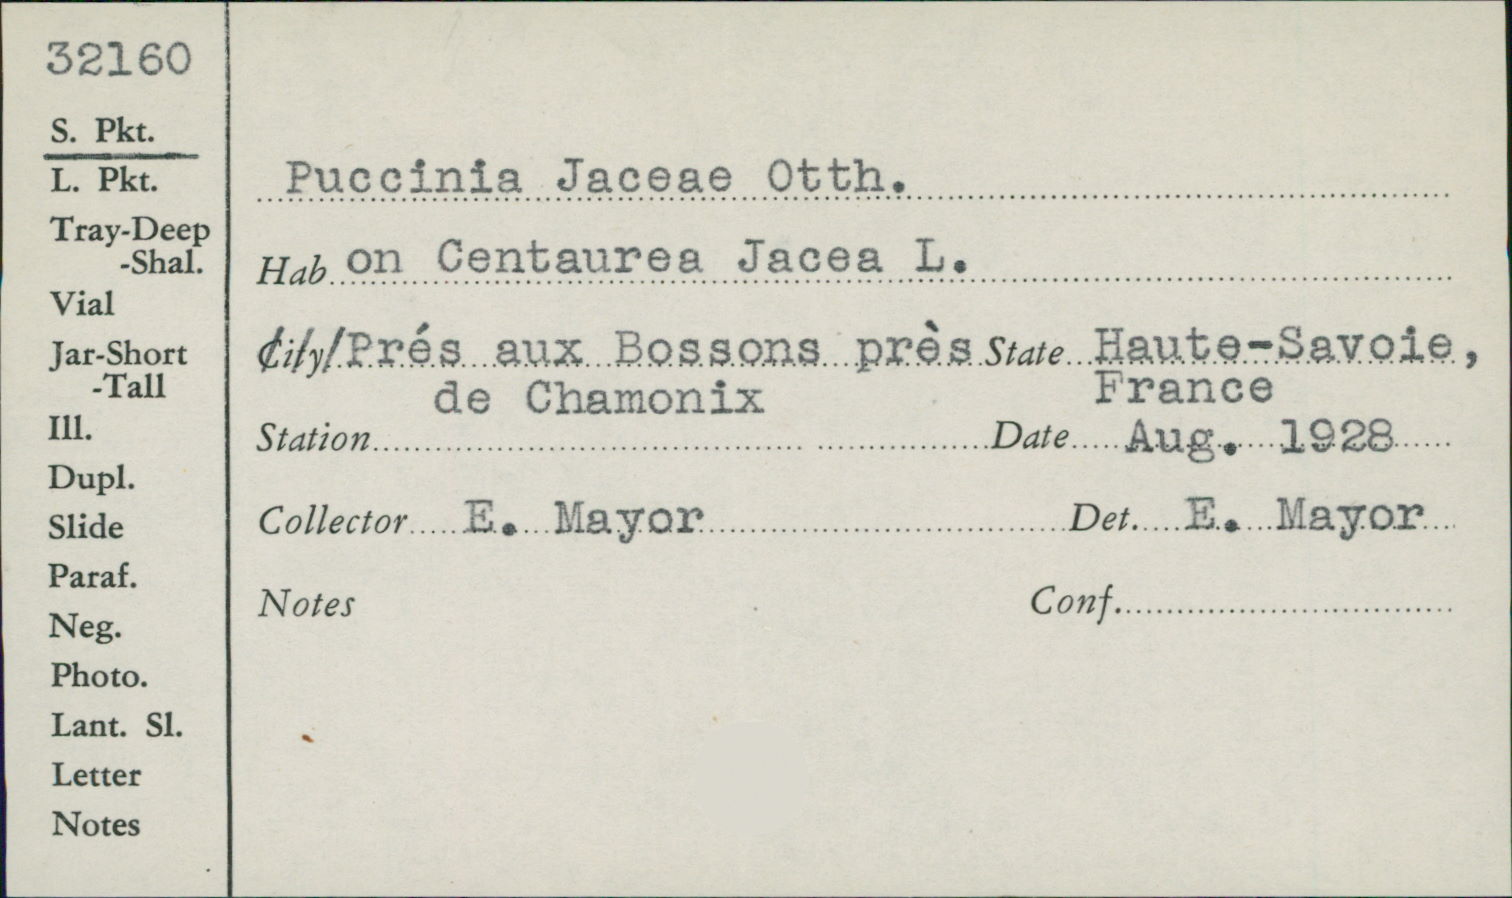 32160
S. Pkt.
L. Pkt.
Tray-Deep
-Shal.
Vial
Jar-Short
-Tall
Ill.
Dupl.
Slide
Paraf.
Neg.
Photo.
Lant. Sl.
Letter
Notes
Puccinia Jaceae Otth.
Hab on Centaurea Jacea L.
City Prés aux Bossons près State Haute-Savoie,
de Chamonix France
Station Date Aug. 1928
Collector E. Mayor Det. E. Mayor
Notes Conf.